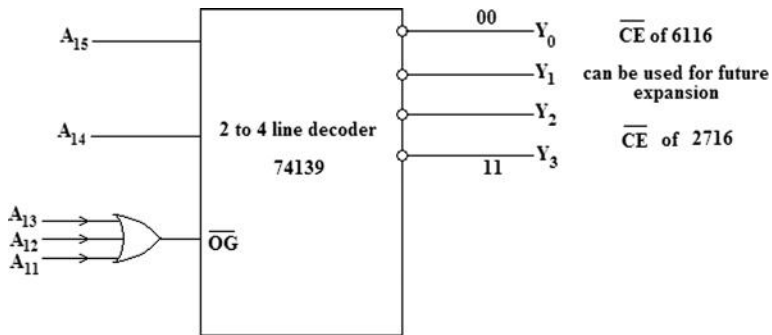 00
A15
Y0
CE of 6116
Y1
can be used for future
expansion
A14
2 to 4 line decoder
74139
Y2
CE of 2716
Y3
11
A13
A12
A11
OG